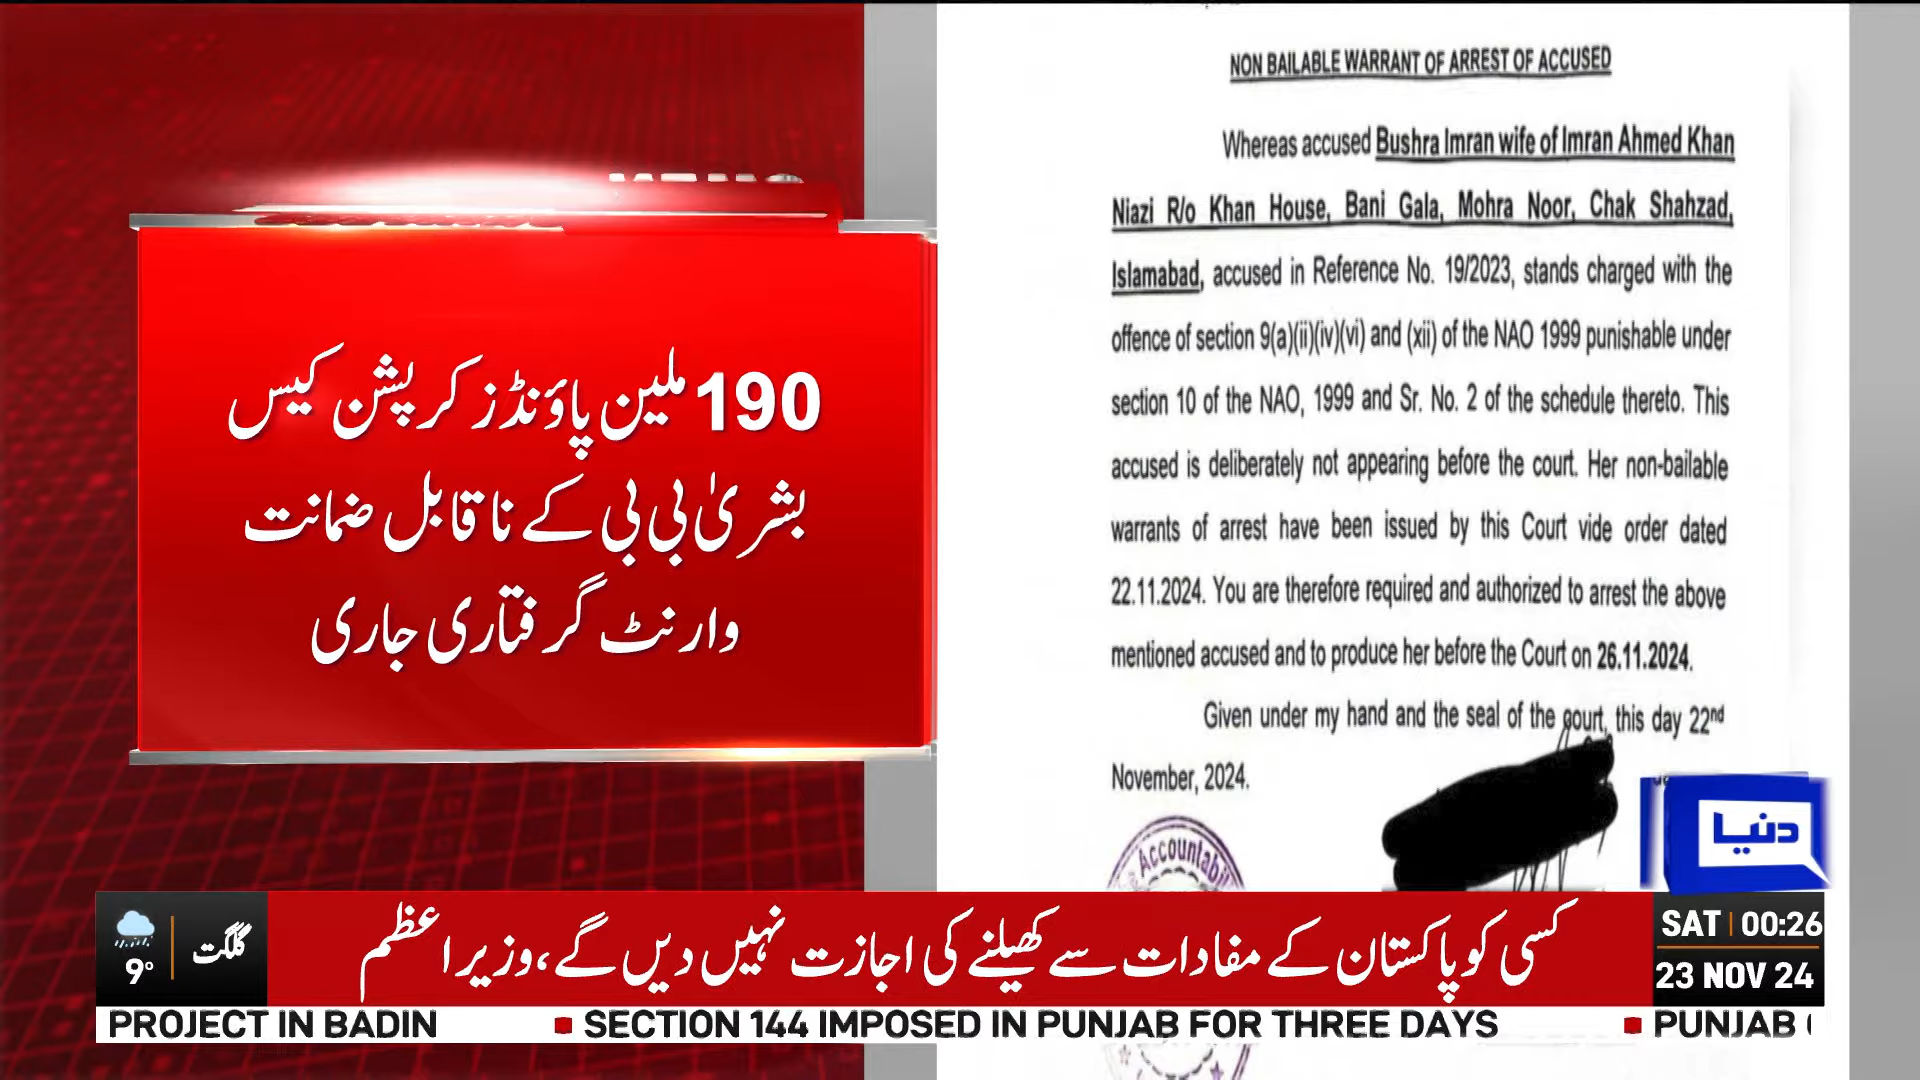 190 ملین پاؤنڈز کرپشن کیس
بشریٰ بی بی کے ناقابل ضمانت
وارنٹ گرفتاری جاری
NON BAILABLE WARRANT OF ARREST OF ACCUSED
Whereas accused Bushra Imran wife of Imran Ahmed Khan
Niazi R/o Khan House, Bani Gala, Mohra Noor, Chak Shahzad,
Islamabad, accused in Reference No. 19/2023, stands charged with the
offence of section 9(a)(ii)(iv)(vi) and (xii) of the NAO 1999 punishable under
section 10 of the NAO, 1999 and Sr. No. 2 of the schedule thereto. This
accused is deliberately not appearing before the court. Her non-bailable
warrants of arrest have been issued by this Court vide order dated
22.11.2024. You are therefore required and authorized to arrest the above
mentioned accused and to produce her before the Court on 26.11.2024.
Given under my hand and the seal of the court, this day 22nd
November, 2024.
دنیا
گلگت
9°
کسی کو پاکستان کے مفادات سے کھیلنے کی اجازت نہیں دیں گے، وزیراعظم
SAT 00:26
23 NOV 24
PROJECT IN BADIN
SECTION 144 IMPOSED IN PUNJAB FOR THREE DAYS
PUNJAB